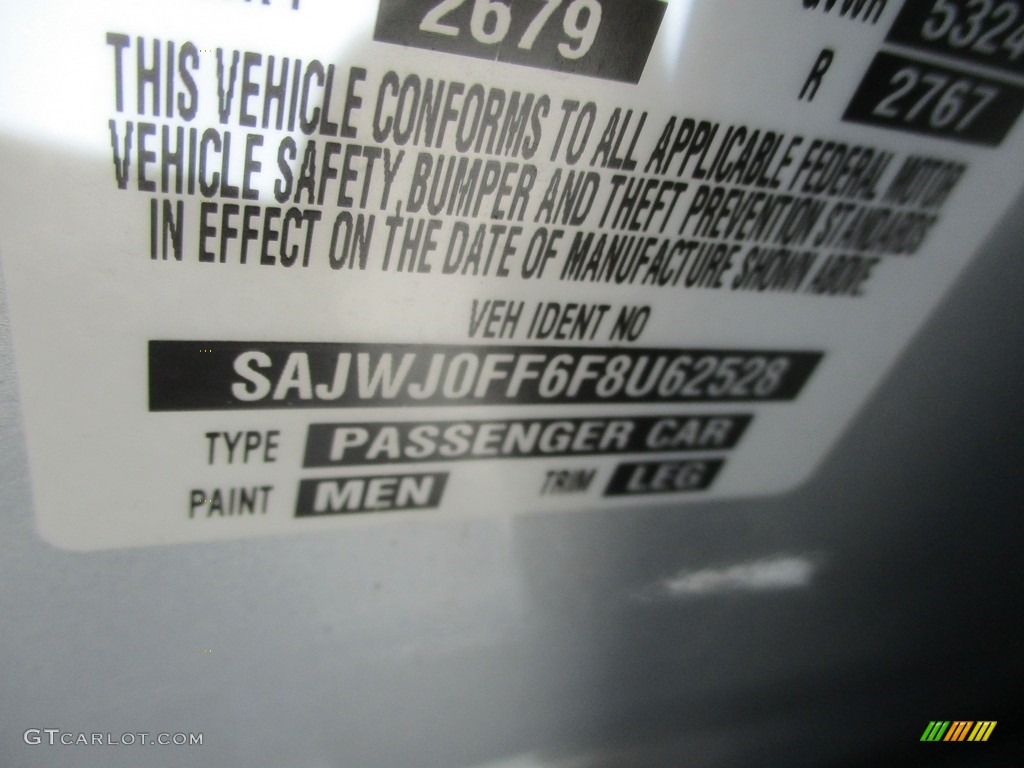 2679
GVWR 5324
R 2767
THIS VEHICLE CONFORMS TO ALL APPLICABLE FEDERAL MOTOR
VEHICLE SAFETY, BUMPER AND THEFT PREVENTION STANDARDS
IN EFFECT ON THE DATE OF MANUFACTURE SHOWN ABOVE.
VEH IDENT NO
SAJWJ0FF6F8U62528
TYPE PASSENGER CAR
PAINT MEN TRIM LEG
GTCARLOT.COM